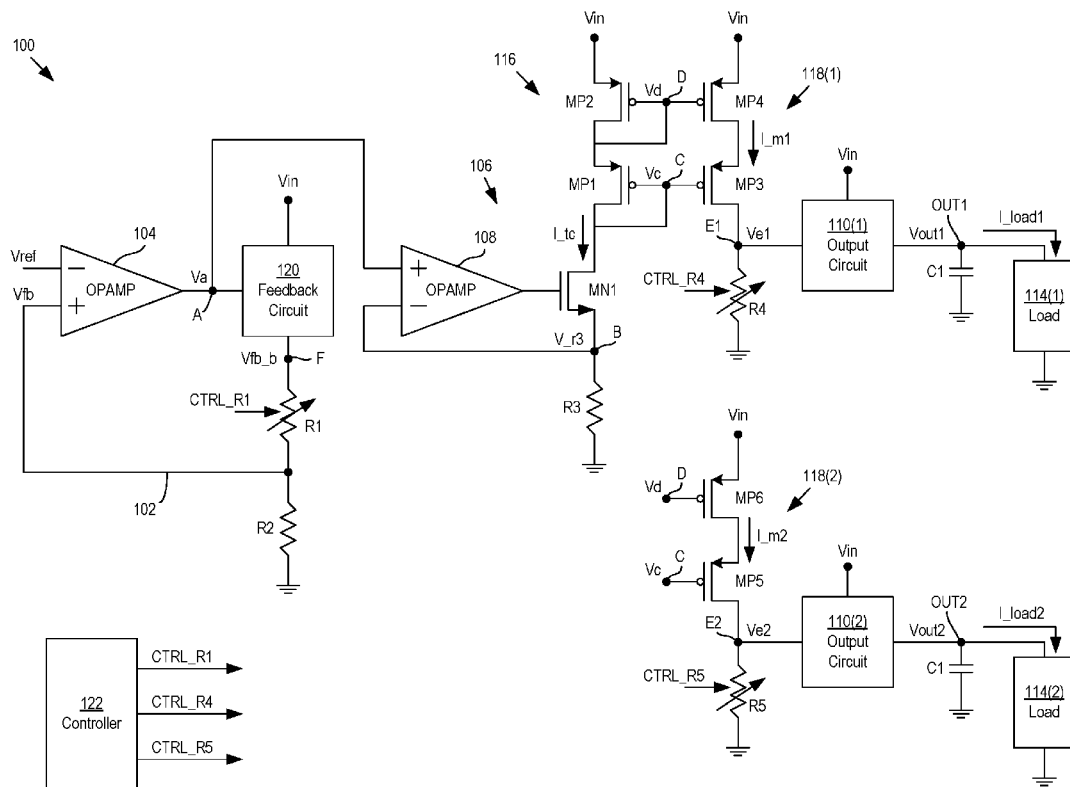 100
Vin
Vin
116
D
Vd
MP2
MP4
118(1)
I_m1
106
C
Vc
Vin
MP1
MP3
Vin
104
I_tc
E1
Ve1
110(1)
Output
Circuit
OUT1
I_load1
Vout1
108
Vref
−
OPAMP
Vfb
+
Va
A
120
Feedback
Circuit
+
OPAMP
−
MN1
CTRL_R4
R4
C1
114(1)
Load
V_r3
B
Vfb_b
F
CTRL_R1
R1
R3
Vin
102
D
Vd
MP6
118(2)
R2
I_m2
Vin
C
Vc
MP5
E2
Ve2
110(2)
Output
Circuit
OUT2
I_load2
Vout2
CTRL_R5
R5
C1
114(2)
Load
122
Controller
CTRL_R1
CTRL_R4
CTRL_R5